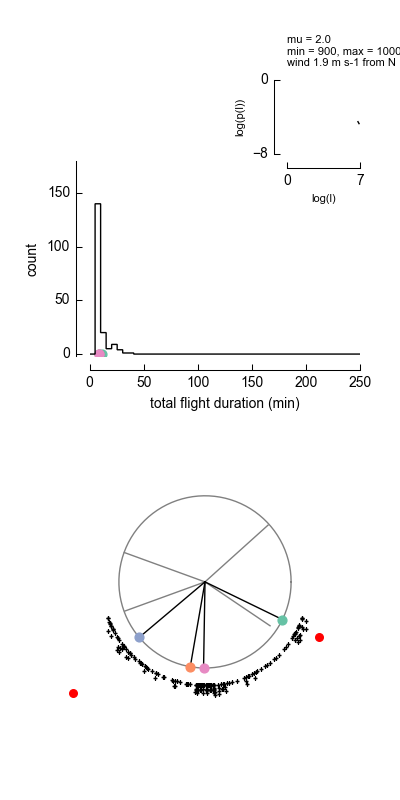 mu = 2.0
min = 900, max = 1000
wind 1.9 m s-1 from N
0
log(p(l))
−8
0
7
log(l)
150
100
50
0
count
0
50
100
150
200
250
total flight duration (min)